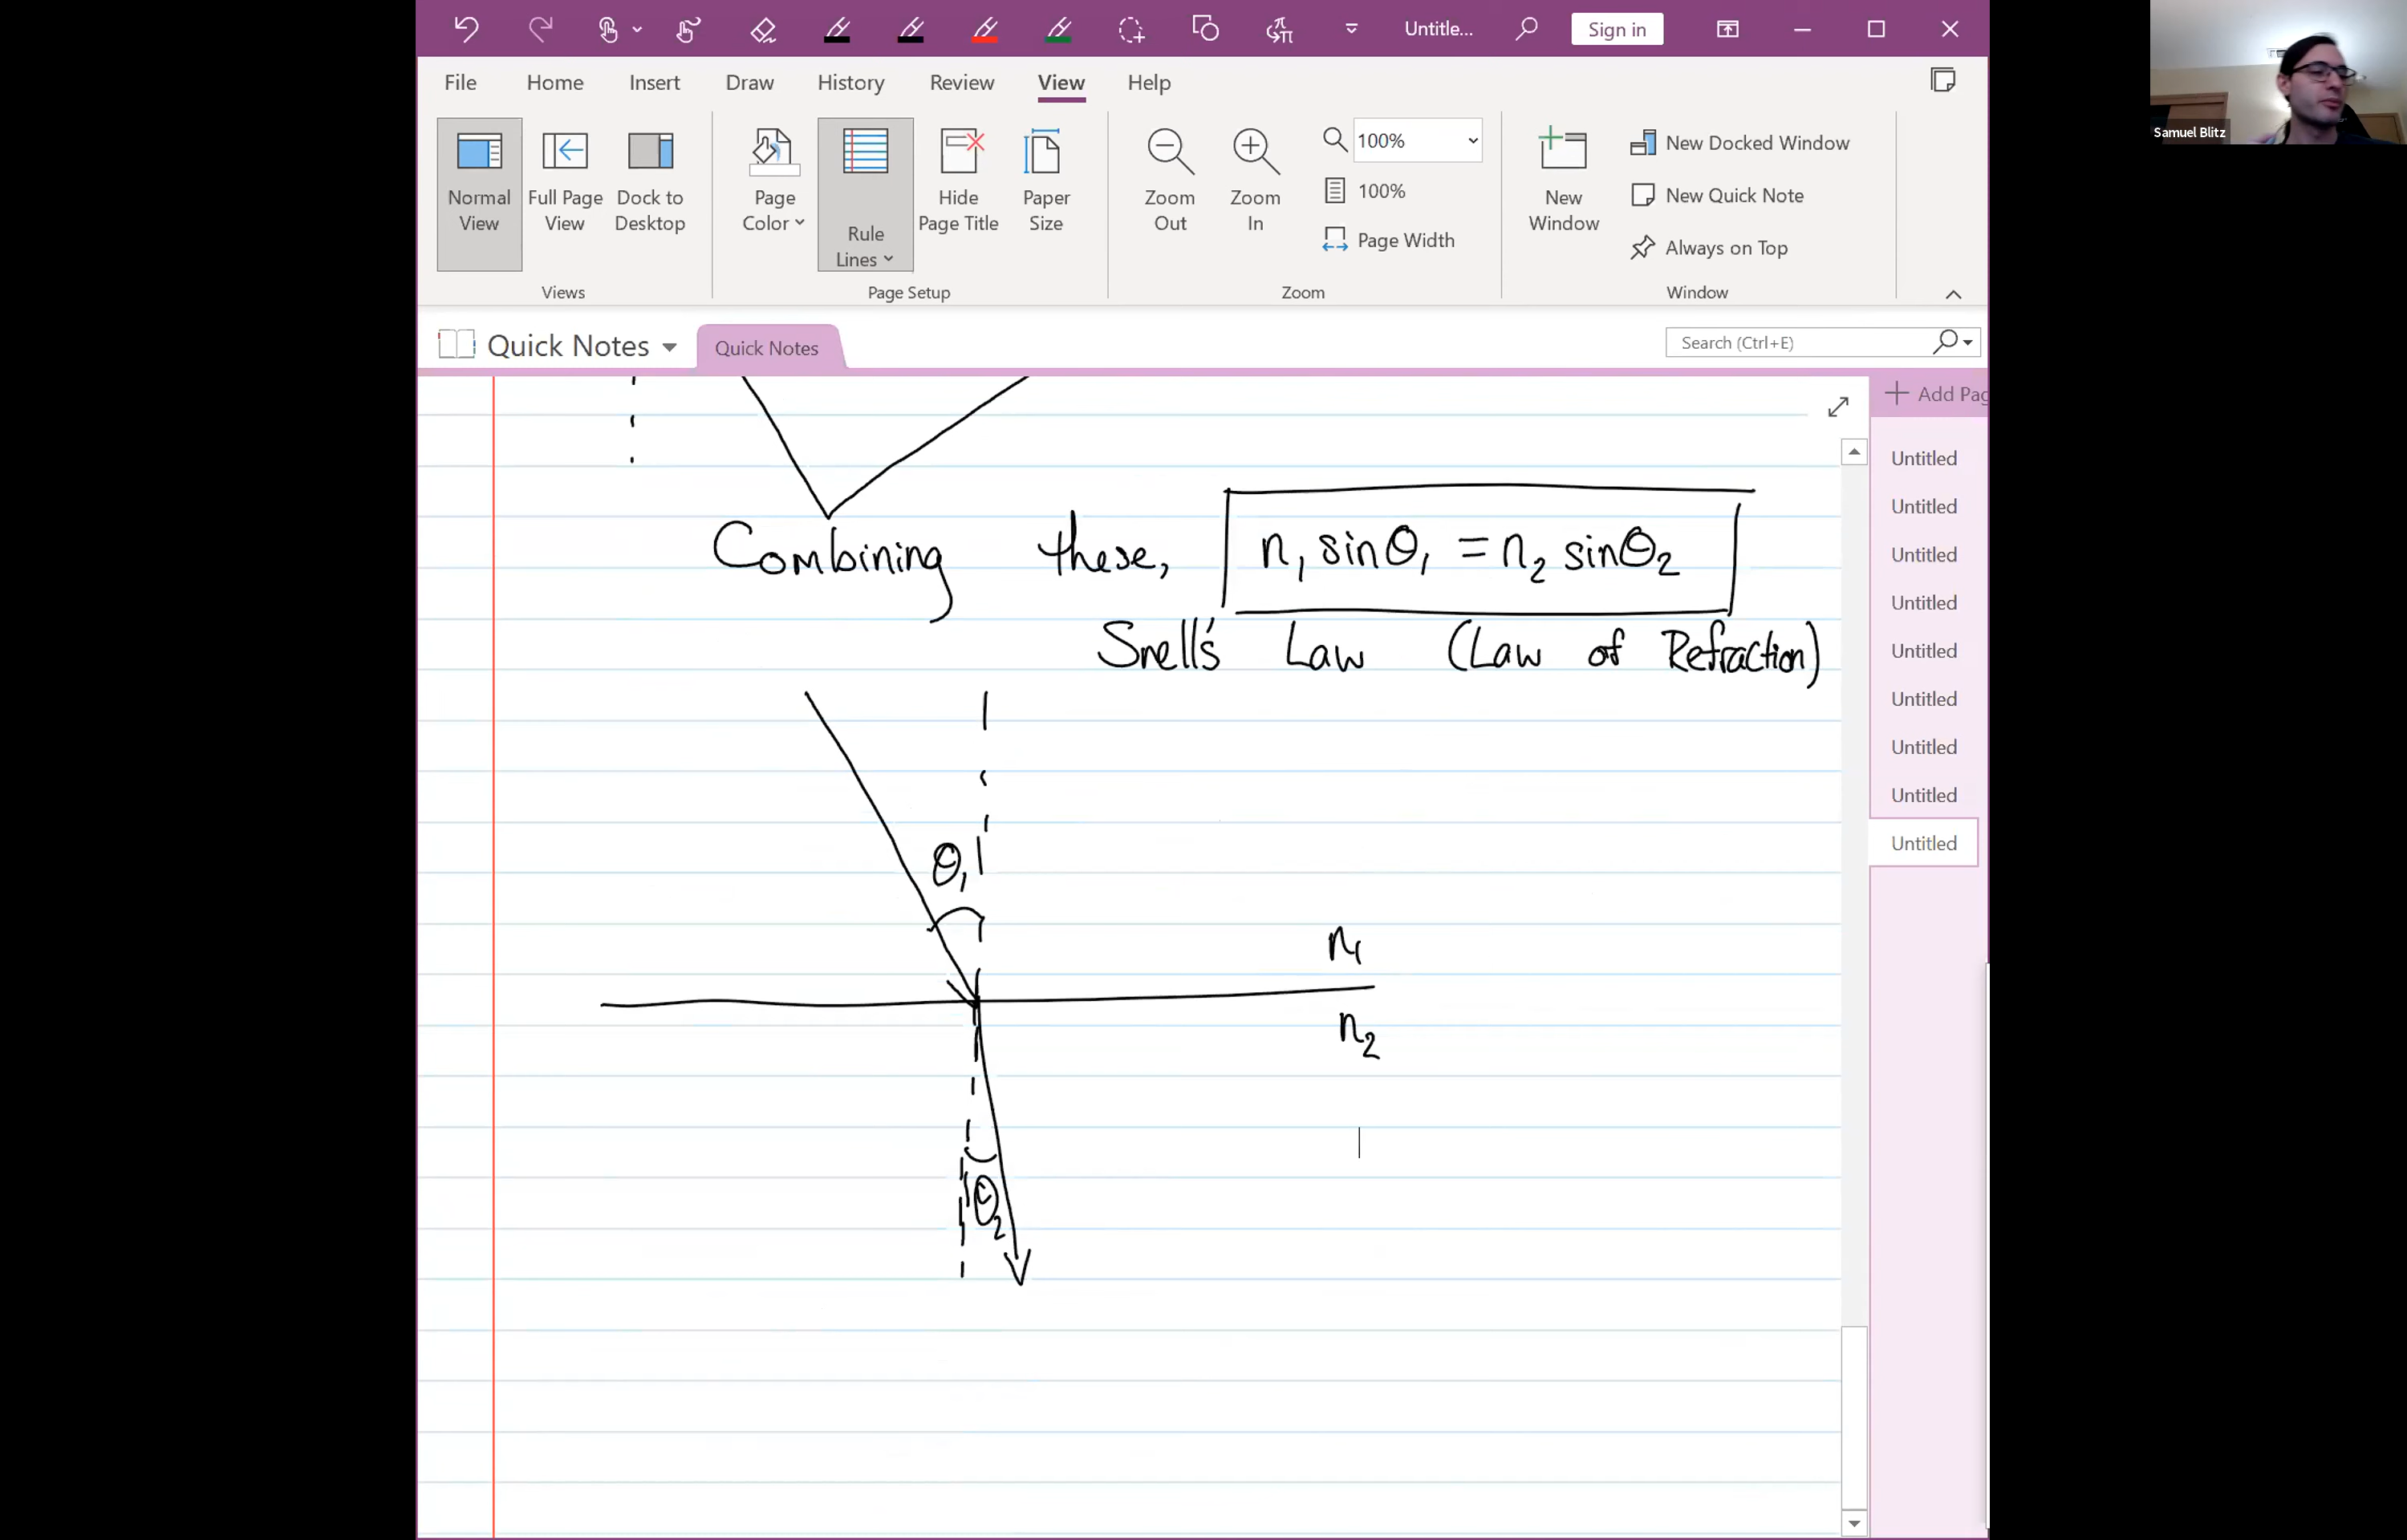 Untitle...
Sign in
File Home Insert Draw History Review View Help
Normal View
Full Page View
Dock to Desktop
Page Color
Rule Lines
Hide Page Title
Paper Size
Zoom Out
Zoom In
100%
100%
Page Width
New Window
New Docked Window
New Quick Note
Always on Top
Views Page Setup Zoom Window
Quick Notes
Quick Notes
Search (Ctrl+E)
Add Pag
Untitled
Untitled
Untitled
Untitled
Untitled
Untitled
Untitled
Untitled
Untitled
Combining these, n₁ sinθ₁ = n₂ sinθ₂
Snell's Law (Law of Refraction)
θ₁
n₁
n₂
θ₂
Samuel Blitz